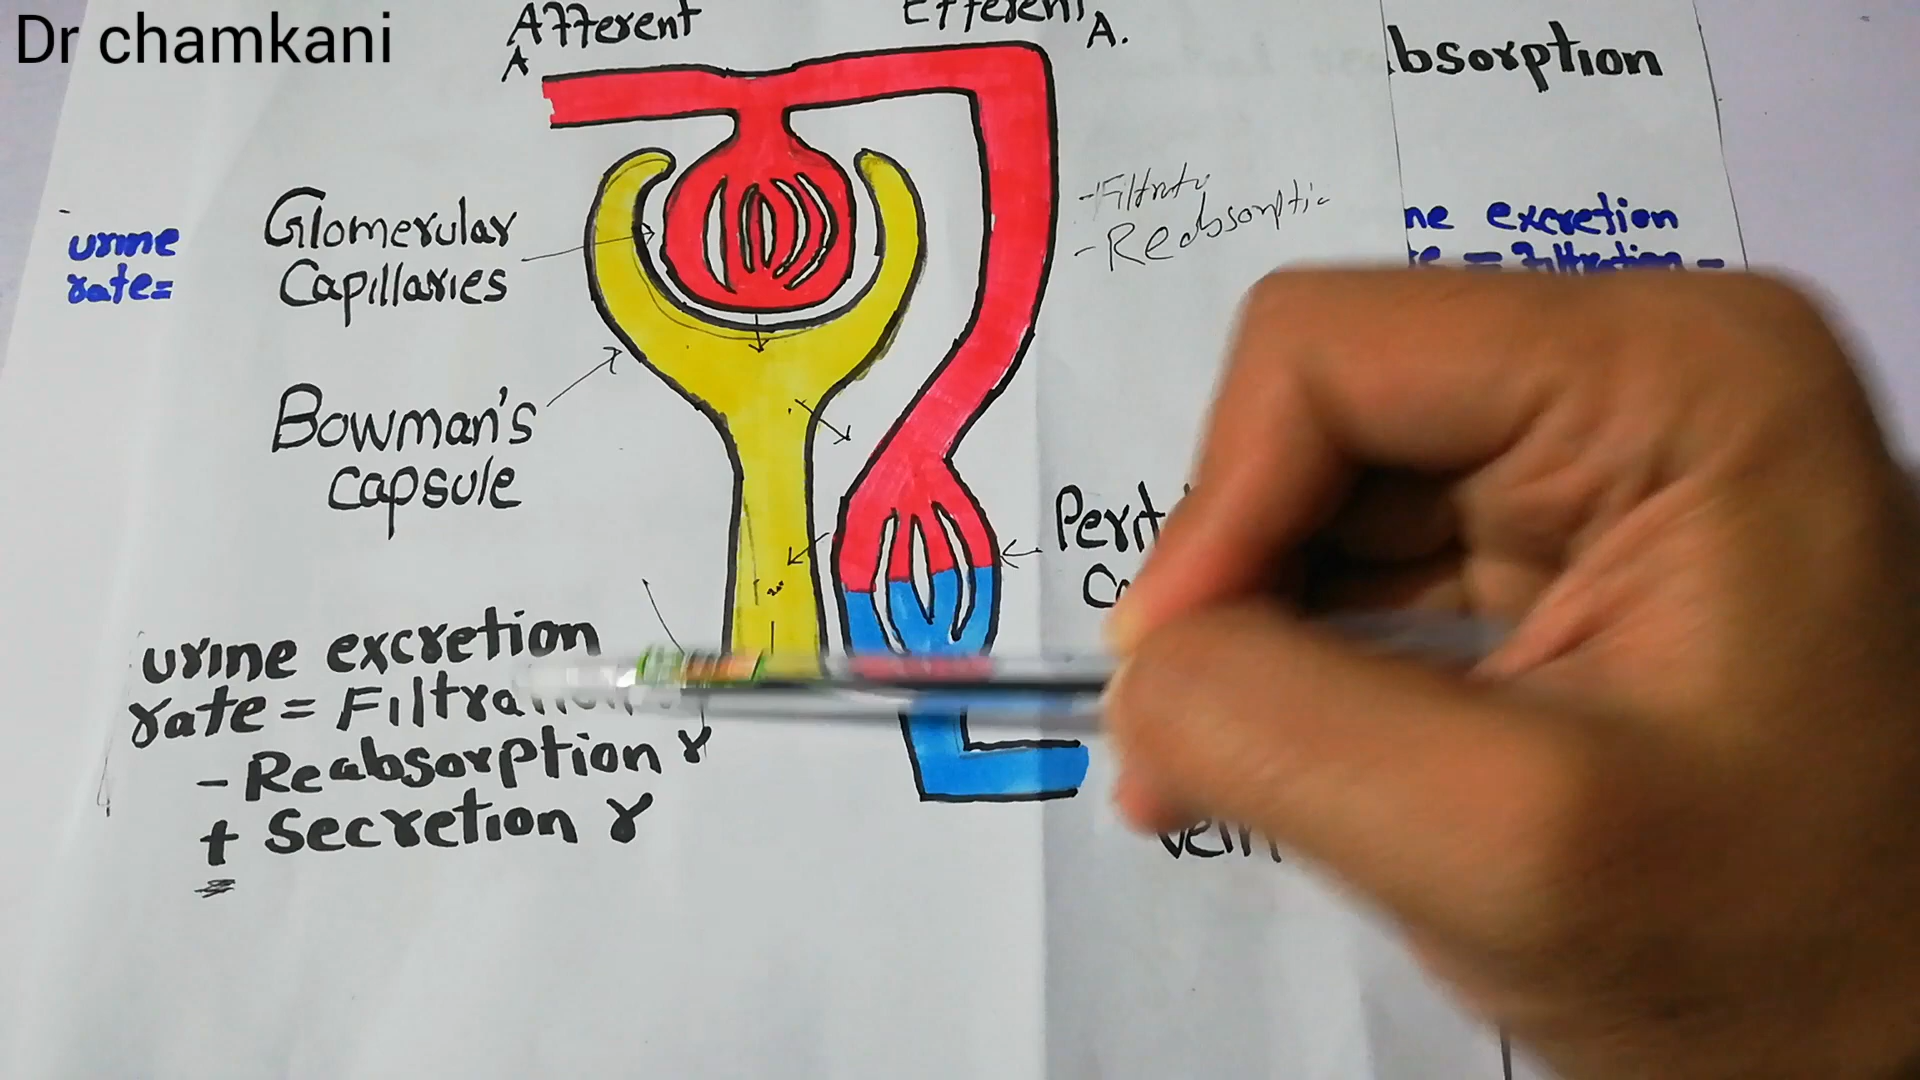 Dr chamkani
Afferent
A
Efferent
A.
bsorption
-Reabsorptio
urine
rate=
Glomerular
Capillaries
ne excretion
= Filtration -
Bowman's
capsule
urine excretion
rate = Filtra
- Reabsorption r
+ Secretion r
=
vein